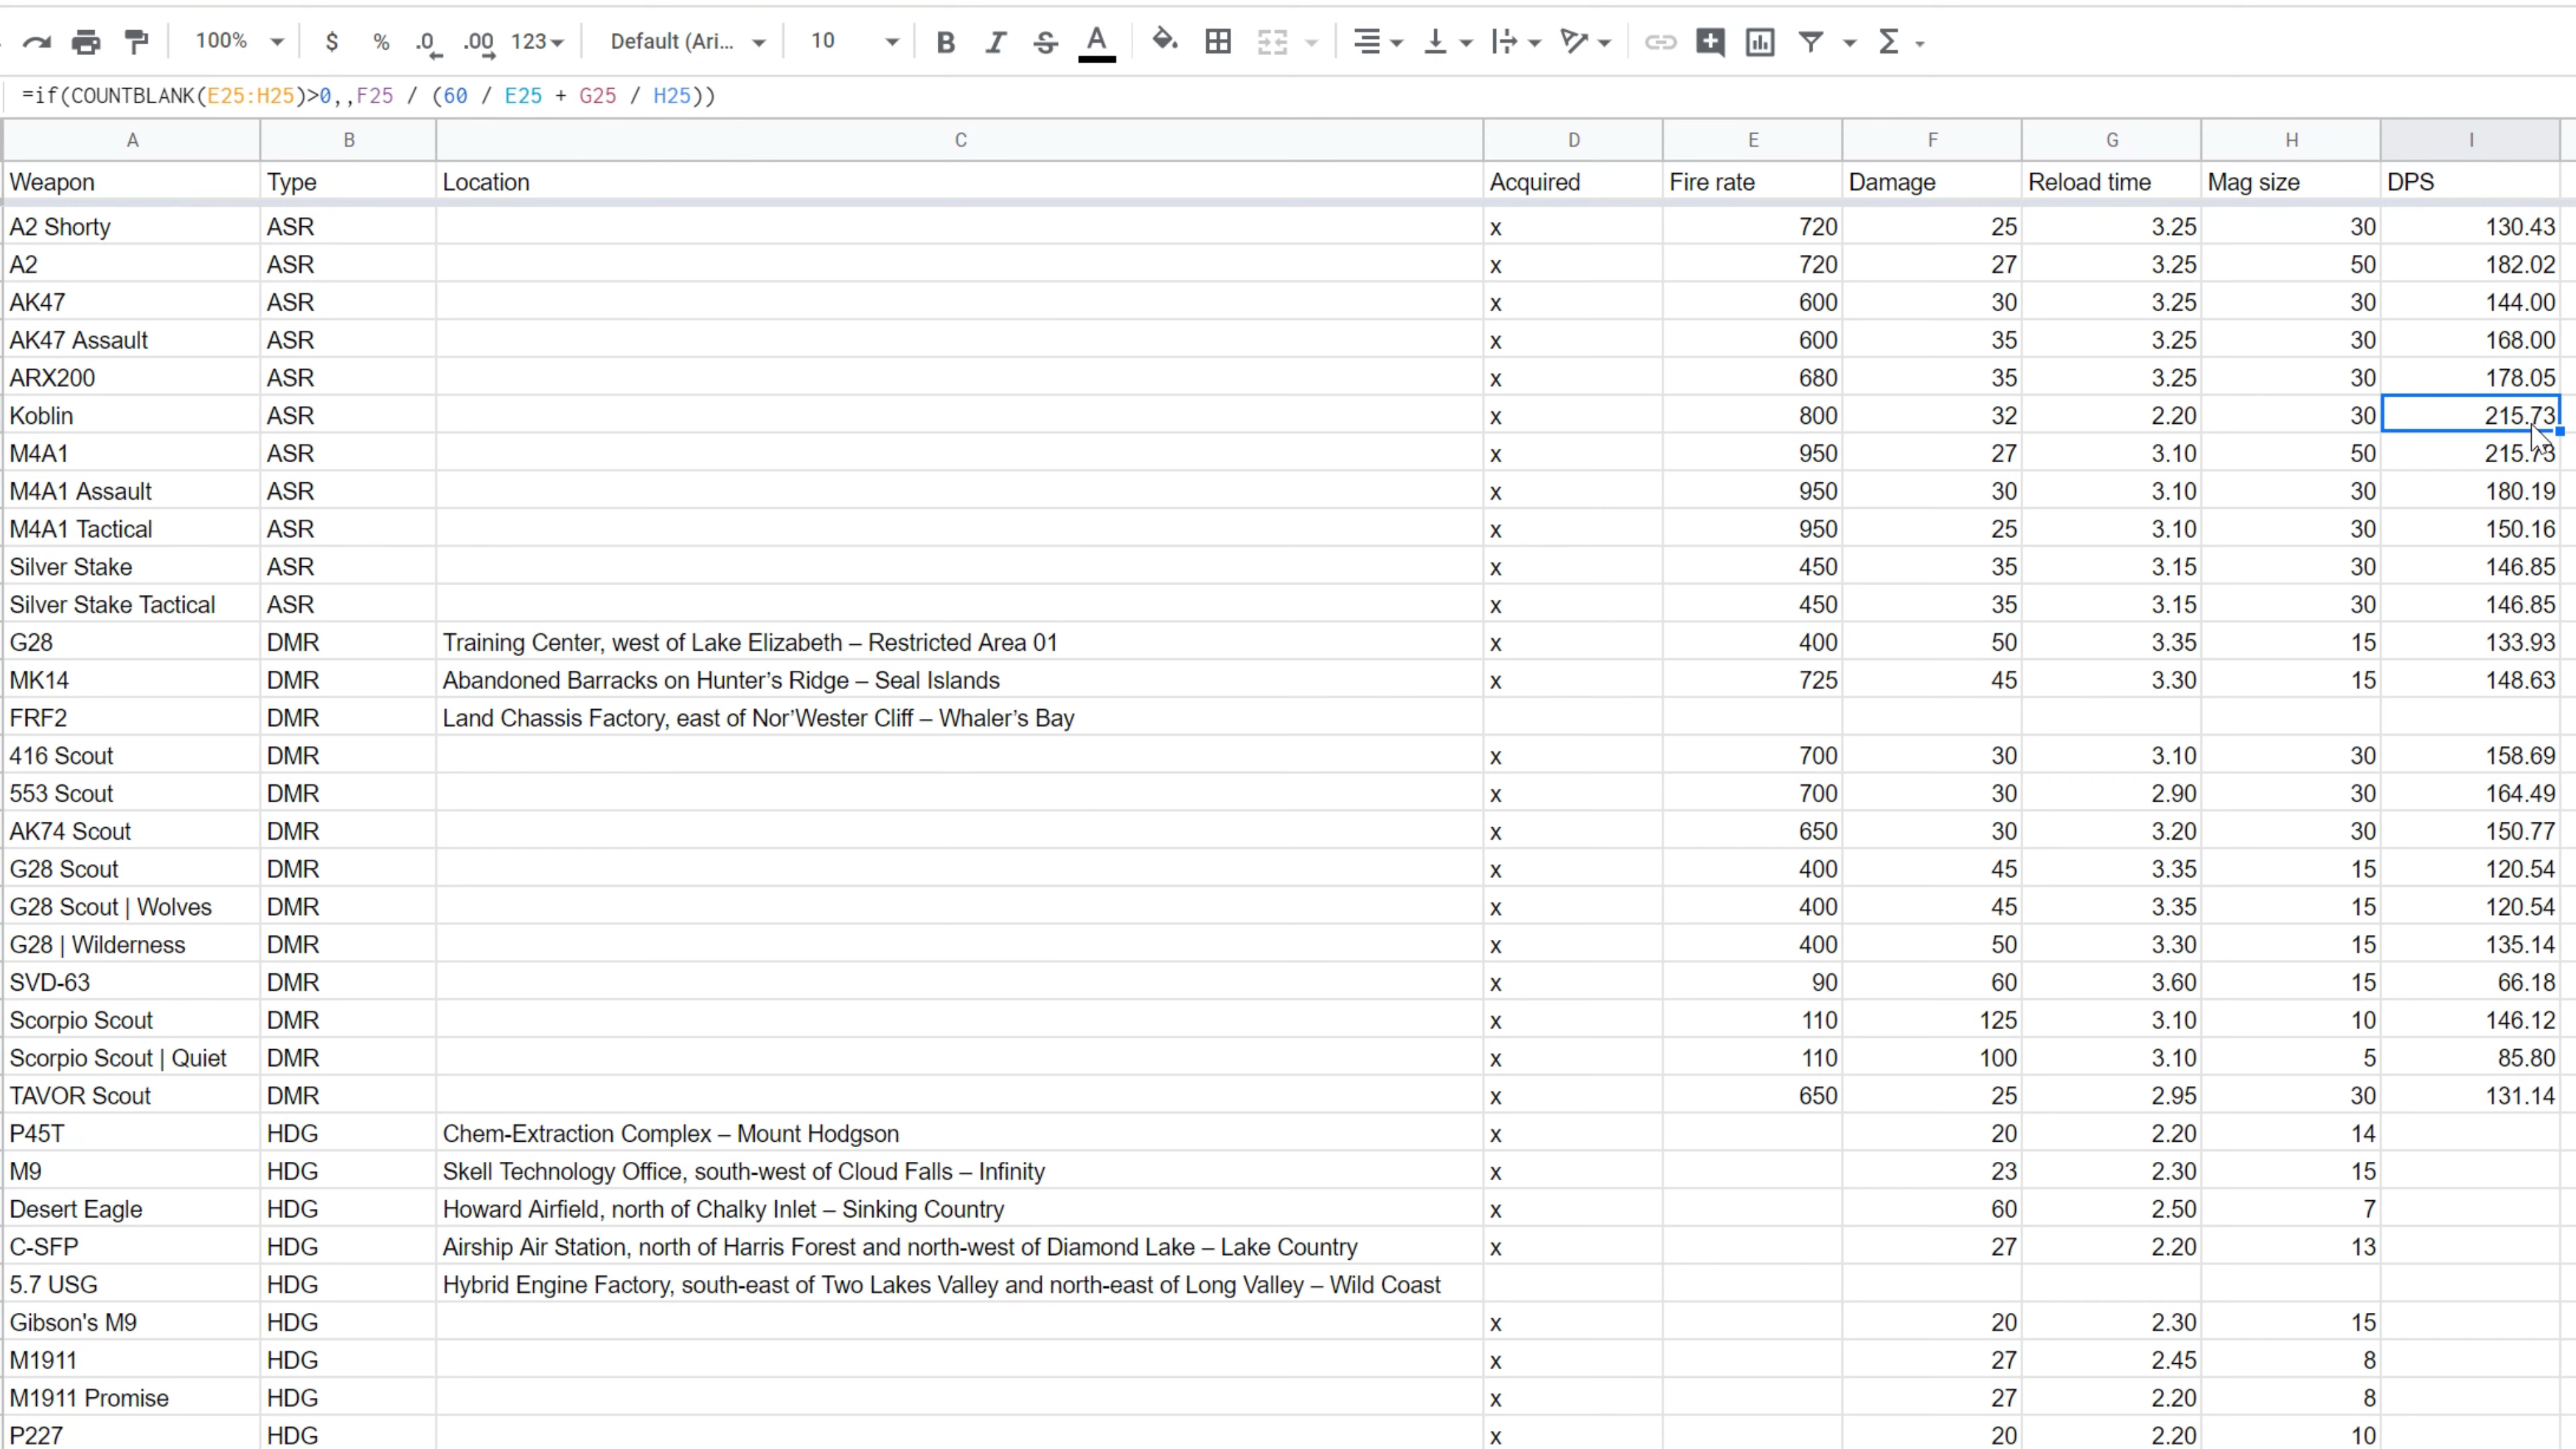 100% $ % .0 .00 123 Default (Ari... 10 B I S A
=if(COUNTBLANK(E25:H25)>0,,F25 / (60 / E25 + G25 / H25))
A B C D E F G H I
Weapon Type Location Acquired Fire rate Damage Reload time Mag size DPS
A2 Shorty ASR x 720 25 3.25 30 130.43
A2 ASR x 720 27 3.25 50 182.02
AK47 ASR x 600 30 3.25 30 144.00
AK47 Assault ASR x 600 35 3.25 30 168.00
ARX200 ASR x 680 35 3.25 30 178.05
Koblin ASR x 800 32 2.20 30 215.73
M4A1 ASR x 950 27 3.10 50 215.73
M4A1 Assault ASR x 950 30 3.10 30 180.19
M4A1 Tactical ASR x 950 25 3.10 30 150.16
Silver Stake ASR x 450 35 3.15 30 146.85
Silver Stake Tactical ASR x 450 35 3.15 30 146.85
G28 DMR Training Center, west of Lake Elizabeth – Restricted Area 01 x 400 50 3.35 15 133.93
MK14 DMR Abandoned Barracks on Hunter’s Ridge – Seal Islands x 725 45 3.30 15 148.63
FRF2 DMR Land Chassis Factory, east of Nor’Wester Cliff – Whaler’s Bay
416 Scout DMR x 700 30 3.10 30 158.69
553 Scout DMR x 700 30 2.90 30 164.49
AK74 Scout DMR x 650 30 3.20 30 150.77
G28 Scout DMR x 400 45 3.35 15 120.54
G28 Scout | Wolves DMR x 400 45 3.35 15 120.54
G28 | Wilderness DMR x 400 50 3.30 15 135.14
SVD-63 DMR x 90 60 3.60 15 66.18
Scorpio Scout DMR x 110 125 3.10 10 146.12
Scorpio Scout | Quiet DMR x 110 100 3.10 5 85.80
TAVOR Scout DMR x 650 25 2.95 30 131.14
P45T HDG Chem-Extraction Complex – Mount Hodgson x 20 2.20 14
M9 HDG Skell Technology Office, south-west of Cloud Falls – Infinity x 23 2.30 15
Desert Eagle HDG Howard Airfield, north of Chalky Inlet – Sinking Country x 60 2.50 7
C-SFP HDG Airship Air Station, north of Harris Forest and north-west of Diamond Lake – Lake Country x 27 2.20 13
5.7 USG HDG Hybrid Engine Factory, south-east of Two Lakes Valley and north-east of Long Valley – Wild Coast
Gibson's M9 HDG x 20 2.30 15
M1911 HDG x 27 2.45 8
M1911 Promise HDG x 27 2.20 8
P227 HDG x 20 2.20 10